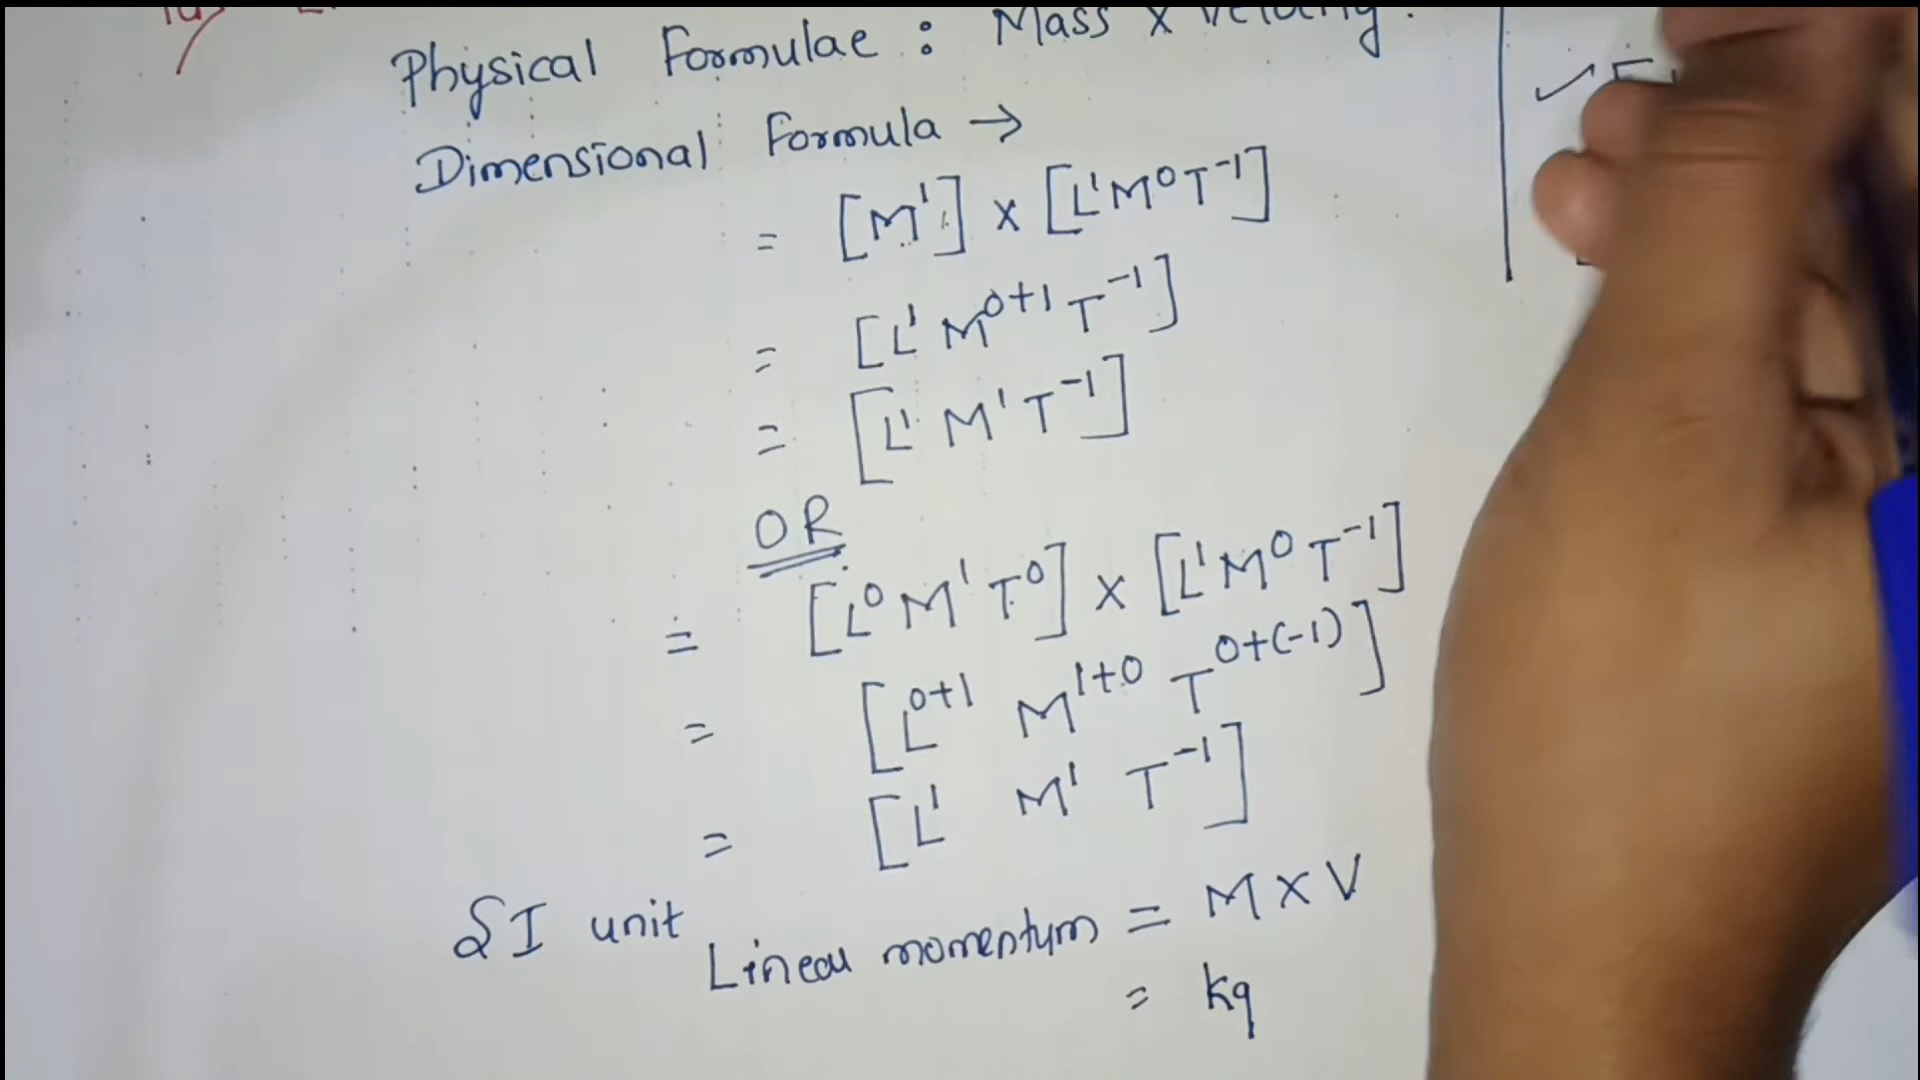 Physical Formulae : Mass x Velocity.
Dimensional Formula →
= [M¹] x [L¹M⁰T⁻¹]
= [L¹ M⁰⁺¹ T⁻¹]
= [L¹ M¹ T⁻¹]
OR
= [L⁰ M¹ T⁰] x [L¹ M⁰ T⁻¹]
= [L⁰⁺¹ M¹⁺⁰ T⁰⁺⁽⁻¹⁾]
= [L¹ M¹ T⁻¹]
SI unit
Linear momentum = M x V
= kg